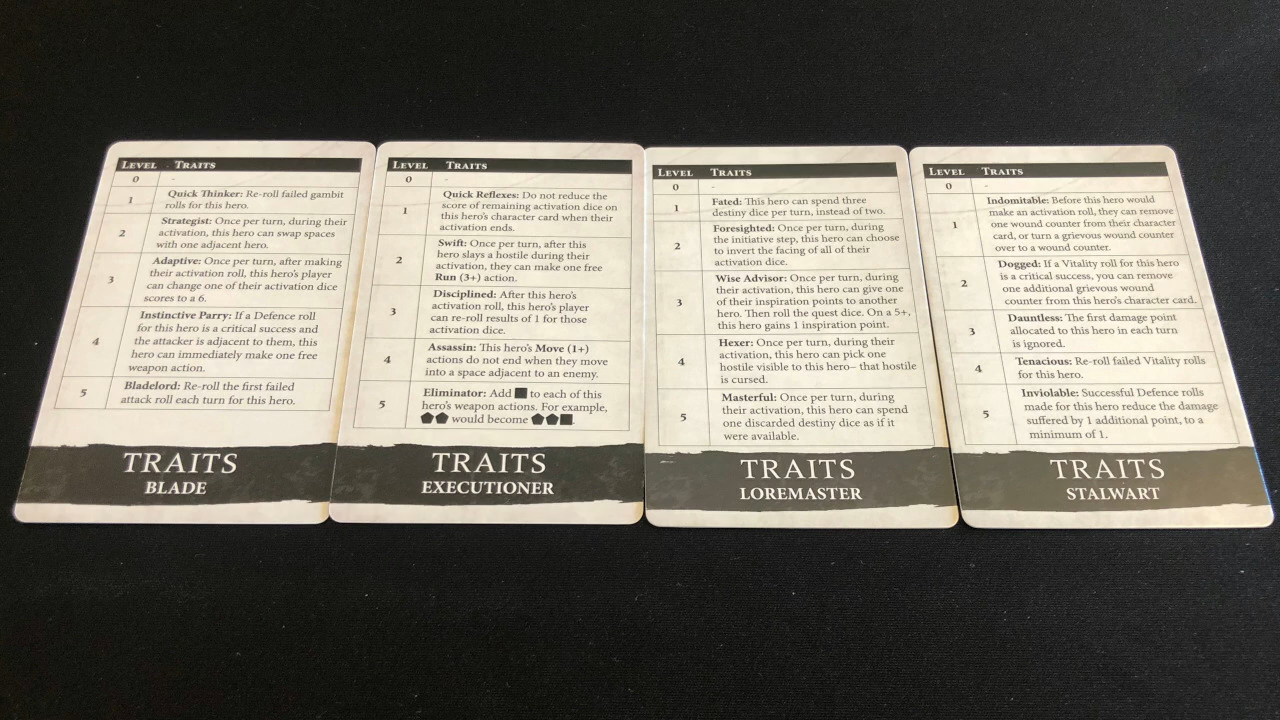 LEVEL TRAITS
0 -
1 Quick Thinker: Re-roll failed gambit
rolls for this hero.
2 Strategist: Once per turn, during their
activation, this hero can swap spaces
with one adjacent hero.
3 Adaptive: Once per turn, after making
their activation roll, this hero's player
can change one of their activation dice
scores to a 6.
4 Instinctive Parry: If a Defence roll
for this hero is a critical success and
the attacker is adjacent to them, this
hero can immediately make one free
weapon action.
5 Bladelord: Re-roll the first failed
attack roll each turn for this hero.
TRAITS
BLADE
LEVEL TRAITS
0 -
1 Quick Reflexes: Do not reduce the
score of remaining activation dice on
this hero's character card when their
activation ends.
2 Swift: Once per turn, after this
hero slays a hostile during their
activation, they can make one free
Run (3+) action.
3 Disciplined: After this hero's
activation roll, this hero's player
can re-roll results of 1 for those
activation dice.
4 Assassin: This hero's Move (1+)
actions do not end when they move
into a space adjacent to an enemy.
5 Eliminator: Add ■ to each of this
hero's weapon actions. For example,
⬟⬟ would become ⬟⬟■.
TRAITS
EXECUTIONER
LEVEL TRAITS
0 -
1 Fated: This hero can spend three
destiny dice per turn, instead of two.
2 Foresighted: Once per turn, during
the initiative step, this hero can choose
to invert the facing of all of their
activation dice.
3 Wise Advisor: Once per turn, during
their activation, this hero can give one
of their inspiration points to another
hero. Then roll the quest dice. On a 5+,
this hero gains 1 inspiration point.
4 Hexer: Once per turn, during their
activation, this hero can pick one
hostile visible to this hero– that hostile
is cursed.
5 Masterful: Once per turn, during
their activation, this hero can spend
one discarded destiny dice as if it
were available.
TRAITS
LOREMASTER
LEVEL TRAITS
0 -
1 Indomitable: Before this hero would
make an activation roll, they can remove
one wound counter from their character
card, or turn a grievous wound counter
over to a wound counter.
2 Dogged: If a Vitality roll for this hero
is a critical success, you can remove
one additional grievous wound
counter from this hero's character card.
3 Dauntless: The first damage point
allocated to this hero in each turn
is ignored.
4 Tenacious: Re-roll failed Vitality rolls
for this hero.
5 Inviolable: Successful Defence rolls
made for this hero reduce the damage
suffered by 1 additional point, to a
minimum of 1.
TRAITS
STALWART